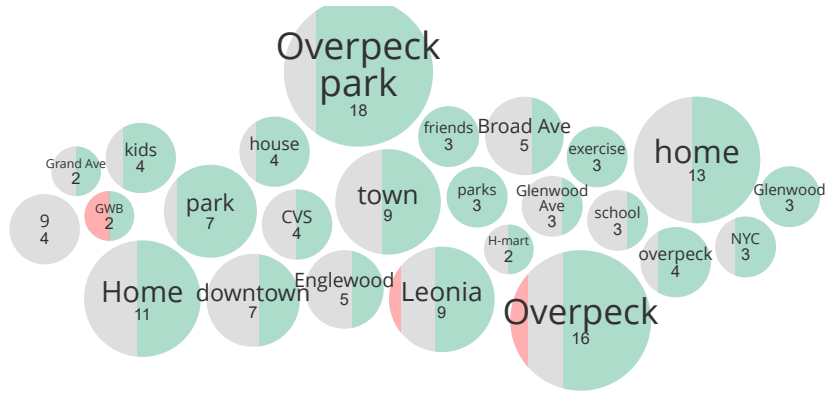 Overpeck
park
18
friends
3
Broad Ave
5
kids
4
house
4
exercise
3
home
13
Grand Ave
2
GWB
2
9
4
park
7
CVS
4
town
9
parks
3
Glenwood
Ave
3
school
3
Glenwood
3
H-mart
2
overpeck
4
NYC
3
Home
11
downtown
7
Englewood
5
Leonia
9
Overpeck
16